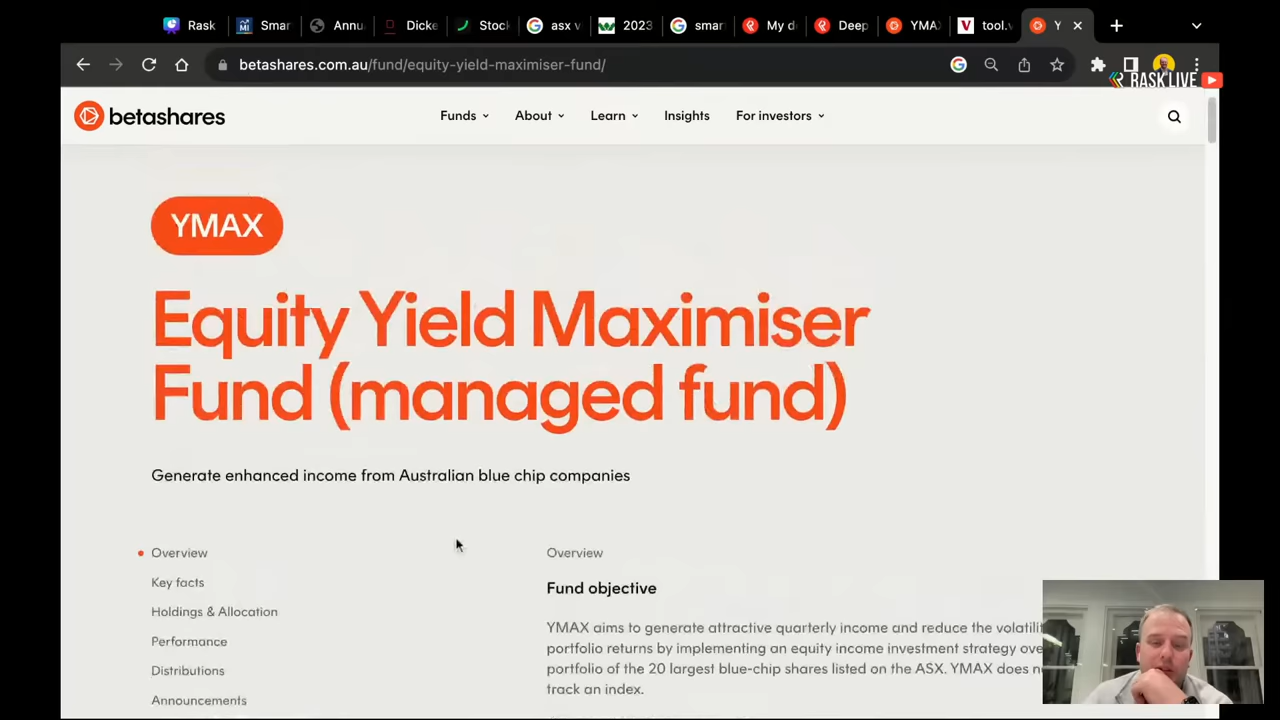 Rask
Smar
Annu
Dicke
Stock
asx v
2023
smar
My d
Deep
YMAX
tool.v
Y
betashares.com.au/fund/equity-yield-maximiser-fund/
RASK LIVE
betashares
Funds
About
Learn
Insights
For investors
YMAX
Equity Yield Maximiser
Fund (managed fund)
Generate enhanced income from Australian blue chip companies
Overview
Key facts
Holdings & Allocation
Performance
Distributions
Announcements
Overview
Fund objective
YMAX aims to generate attractive quarterly income and reduce the volatili
portfolio returns by implementing an equity income investment strategy ove
portfolio of the 20 largest blue-chip shares listed on the ASX. YMAX does n
track an index.